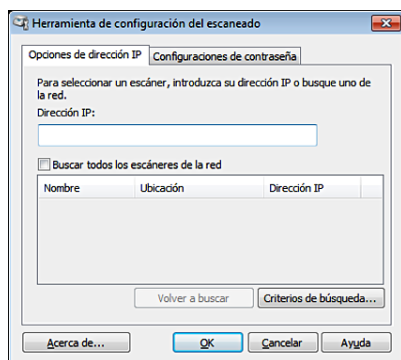 Herramienta de configuración del escaneado
Opciones de dirección IP
Configuraciones de contraseña
Para seleccionar un escáner, introduzca su dirección IP o busque uno de
la red.
Dirección IP:
Buscar todos los escáneres de la red
Nombre Ubicación Dirección IP
Volver a buscar Criterios de búsqueda...
Acerca de... OK Cancelar Ayuda